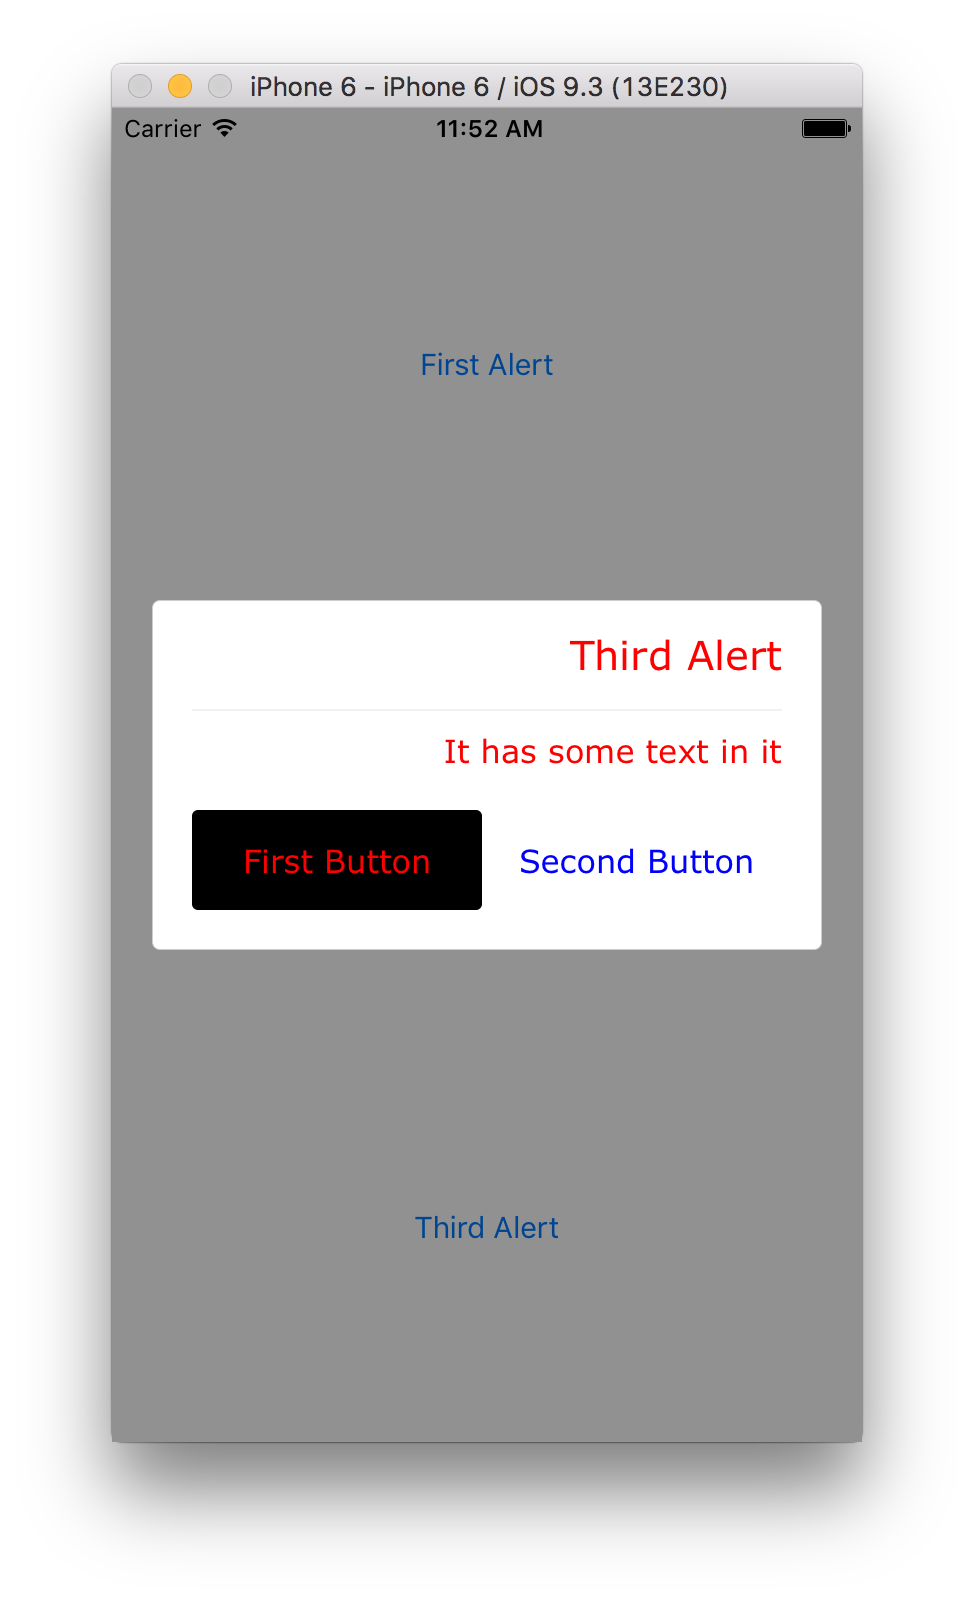 iPhone 6 - iPhone 6 / iOS 9.3 (13E230)
Carrier 11:52 AM
First Alert
Third Alert
It has some text in it
First Button Second Button
Third Alert